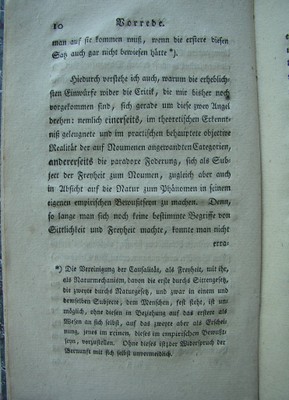 10 Vorrede.
man auf sie kommen muß, wenn die erstere diesen
Satz auch gar nicht bewiesen hätte *).
Hiedurch verstehe ich auch, warum die erheblich-
sten Einwürfe wider die Critik, die mir bisher noch
vorgekommen sind, sich gerade um diese zwey Angel
drehen: nemlich einerseits, im theoretischen Erkennt-
niß geleugnete und im practischen behauptete objective
Realität der auf Noumenen angewandten Categorien,
andererseits die paradoxe Foderung, sich als Sub-
ject der Freyheit zum Noumen, zugleich aber auch
in Absicht auf die Natur zum Phänomen in seinem
eigenen empirischen Bewußtseyn zu machen. Denn,
so lange man sich noch keine bestimmte Begriffe von
Sittlichkeit und Freyheit machte, konnte man nicht
erra-
*) Die Vereinigung der Causalität, als Freyheit, mit ihr,
als Naturmechanism, davon die erste durchs Sittengesetz,
die zweyte durchs Naturgesetz, und zwar in einem und
demselben Subjecte, dem Menschen, fest steht, ist un-
möglich, ohne diesen in Beziehung auf das erstere als
Wesen an sich selbst, auf das zweyte aber als Erschei-
nung, jenes im reinen, dieses im empirischen Bewußt-
seyn, vorzustellen. Ohne dieses ist der Widerspruch der
Vernunft mit sich selbst unvermeidlich.